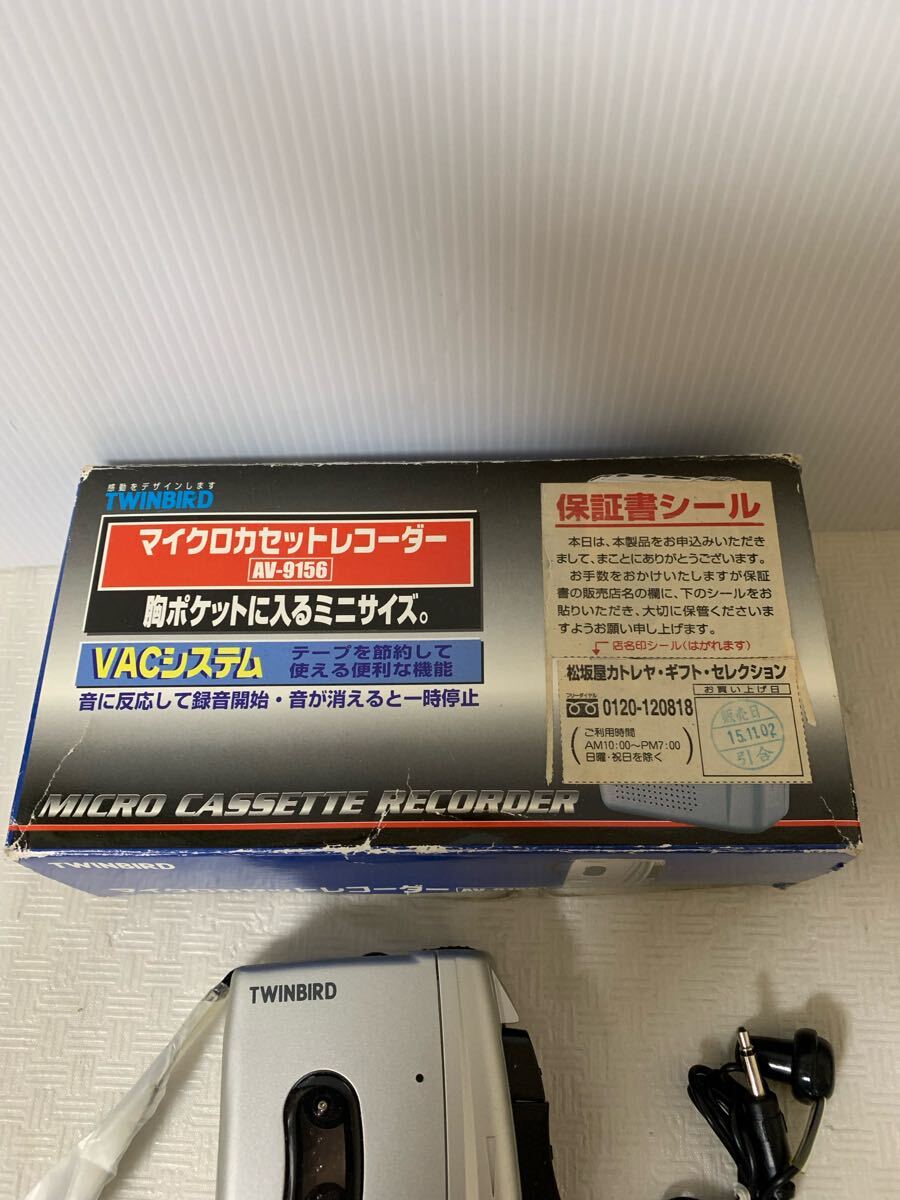 感動をデザインします
TWINBIRD
マイクロカセットレコーダー
AV-9156
胸ポケットに入るミニサイズ。
VACシステム
テープを節約して
使える便利な機能
音に反応して録音開始・音が消えると一時停止
MICRO CASSETTE RECORDER
保証書シール
本日は、本製品をお申込みいただき
まして、まことにありがとうございます。
お手数をおかけいたしますが保証
書の販売店名の欄に、下のシールをお
貼りいただき、大切に保管くださいま
すようお願い申し上げます。
店名印シール(はがれます)
松坂屋カトレヤ・ギフト・セレクション
フリーダイヤル
0120-120818
ご利用時間
AM10:00〜PM7:00
日曜・祝日を除く
お買い上げ日
販売日
15.11.02
引合
TWINBIRD
TWINBIRD